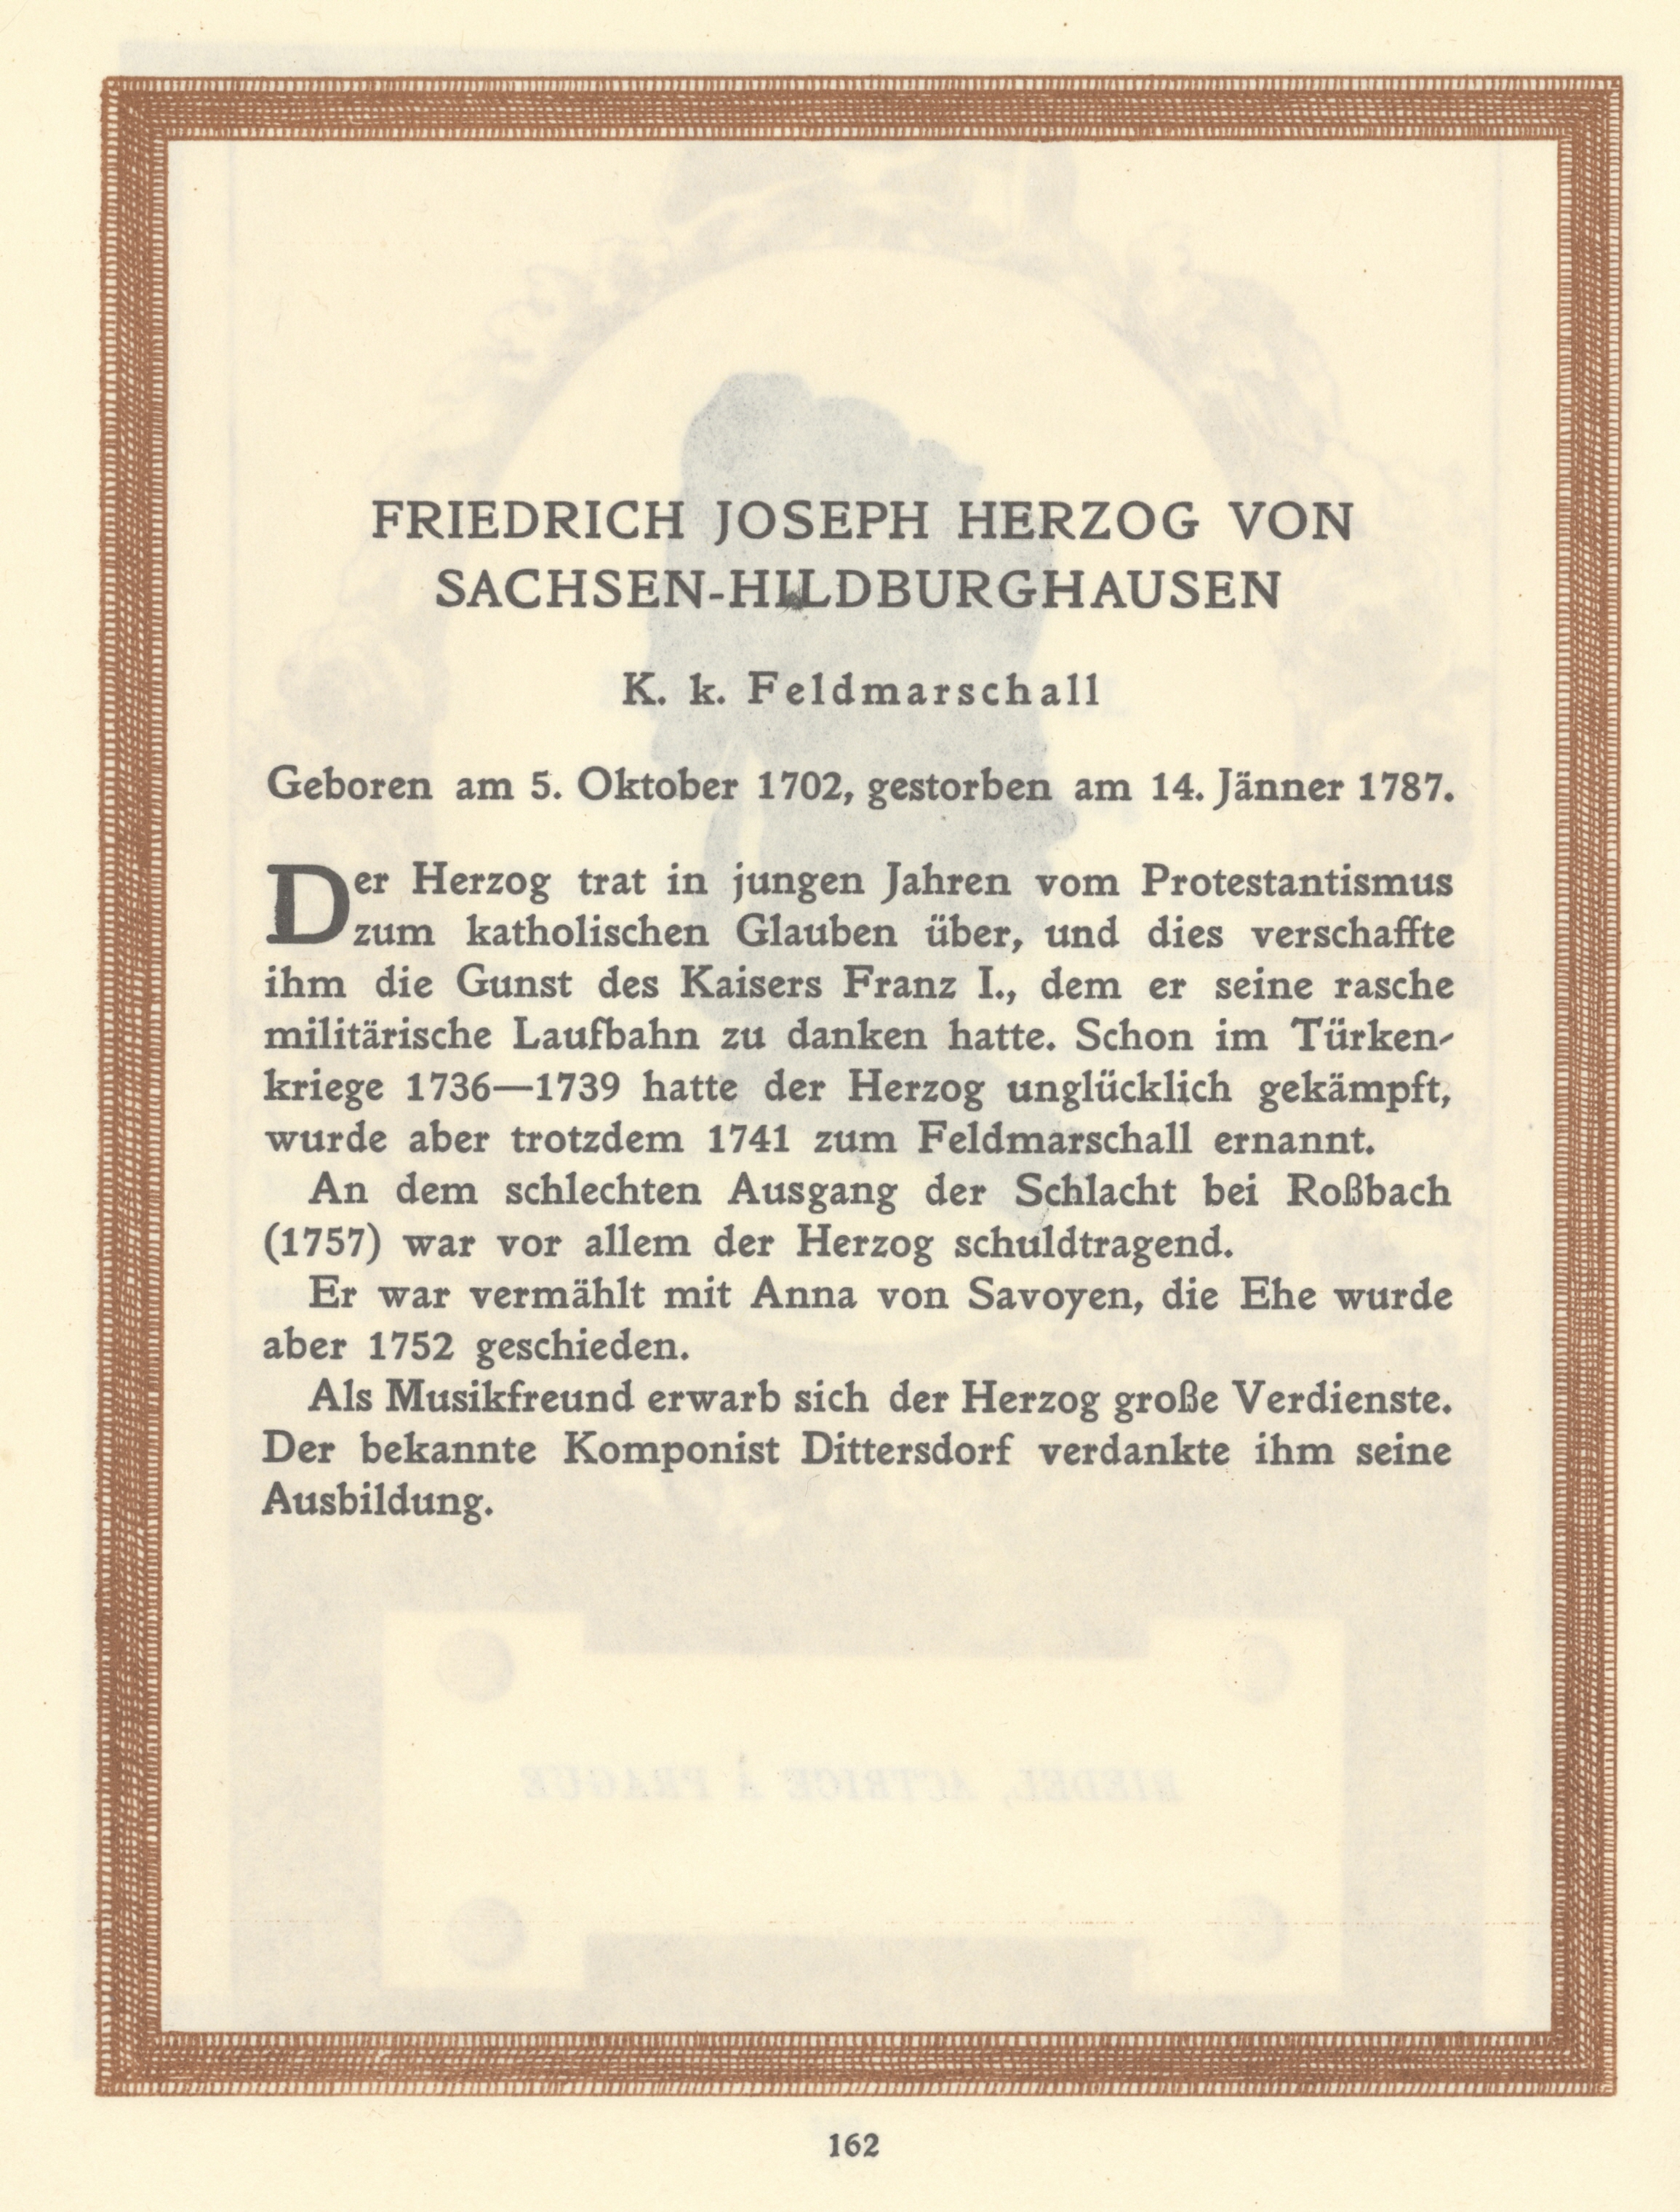 FRIEDRICH JOSEPH HERZOG VON
SACHSEN-HILDBURGHAUSEN
K. k. Feldmarschall
Geboren am 5. Oktober 1702, gestorben am 14. Jänner 1787.
Der Herzog trat in jungen Jahren vom Protestantismus
zum katholischen Glauben über, und dies verschaffte
ihm die Gunst des Kaisers Franz I., dem er seine rasche
militärische Laufbahn zu danken hatte. Schon im Türken-
kriege 1736—1739 hatte der Herzog unglücklich gekämpft,
wurde aber trotzdem 1741 zum Feldmarschall ernannt.
An dem schlechten Ausgang der Schlacht bei Roßbach
(1757) war vor allem der Herzog schuldtragend.
Er war vermählt mit Anna von Savoyen, die Ehe wurde
aber 1752 geschieden.
Als Musikfreund erwarb sich der Herzog große Verdienste.
Der bekannte Komponist Dittersdorf verdankte ihm seine
Ausbildung.
RIEDEL, ACTRICE À PRAGUE
162